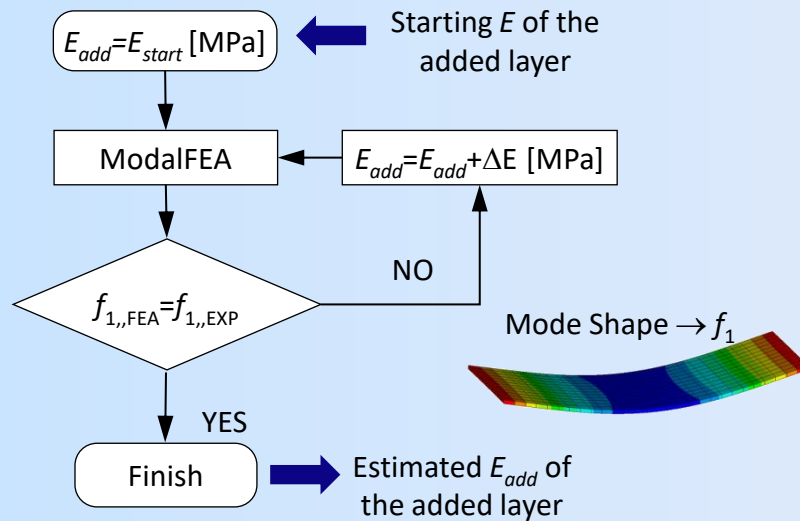 E_add=E_start [MPa]
Starting E of the
added layer
ModalFEA
E_add=E_add+ΔE [MPa]
NO
f_1,,FEA=f_1,,EXP
Mode Shape → f_1
YES
Finish
Estimated E_add of
the added layer